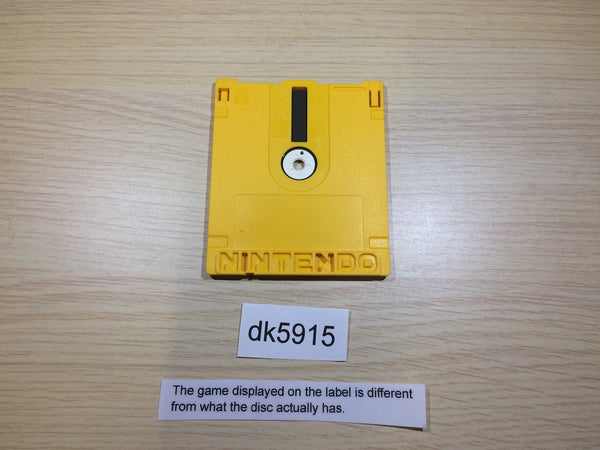 NINTENDO
dk5915
The game displayed on the label is different
from what the disc actually has.